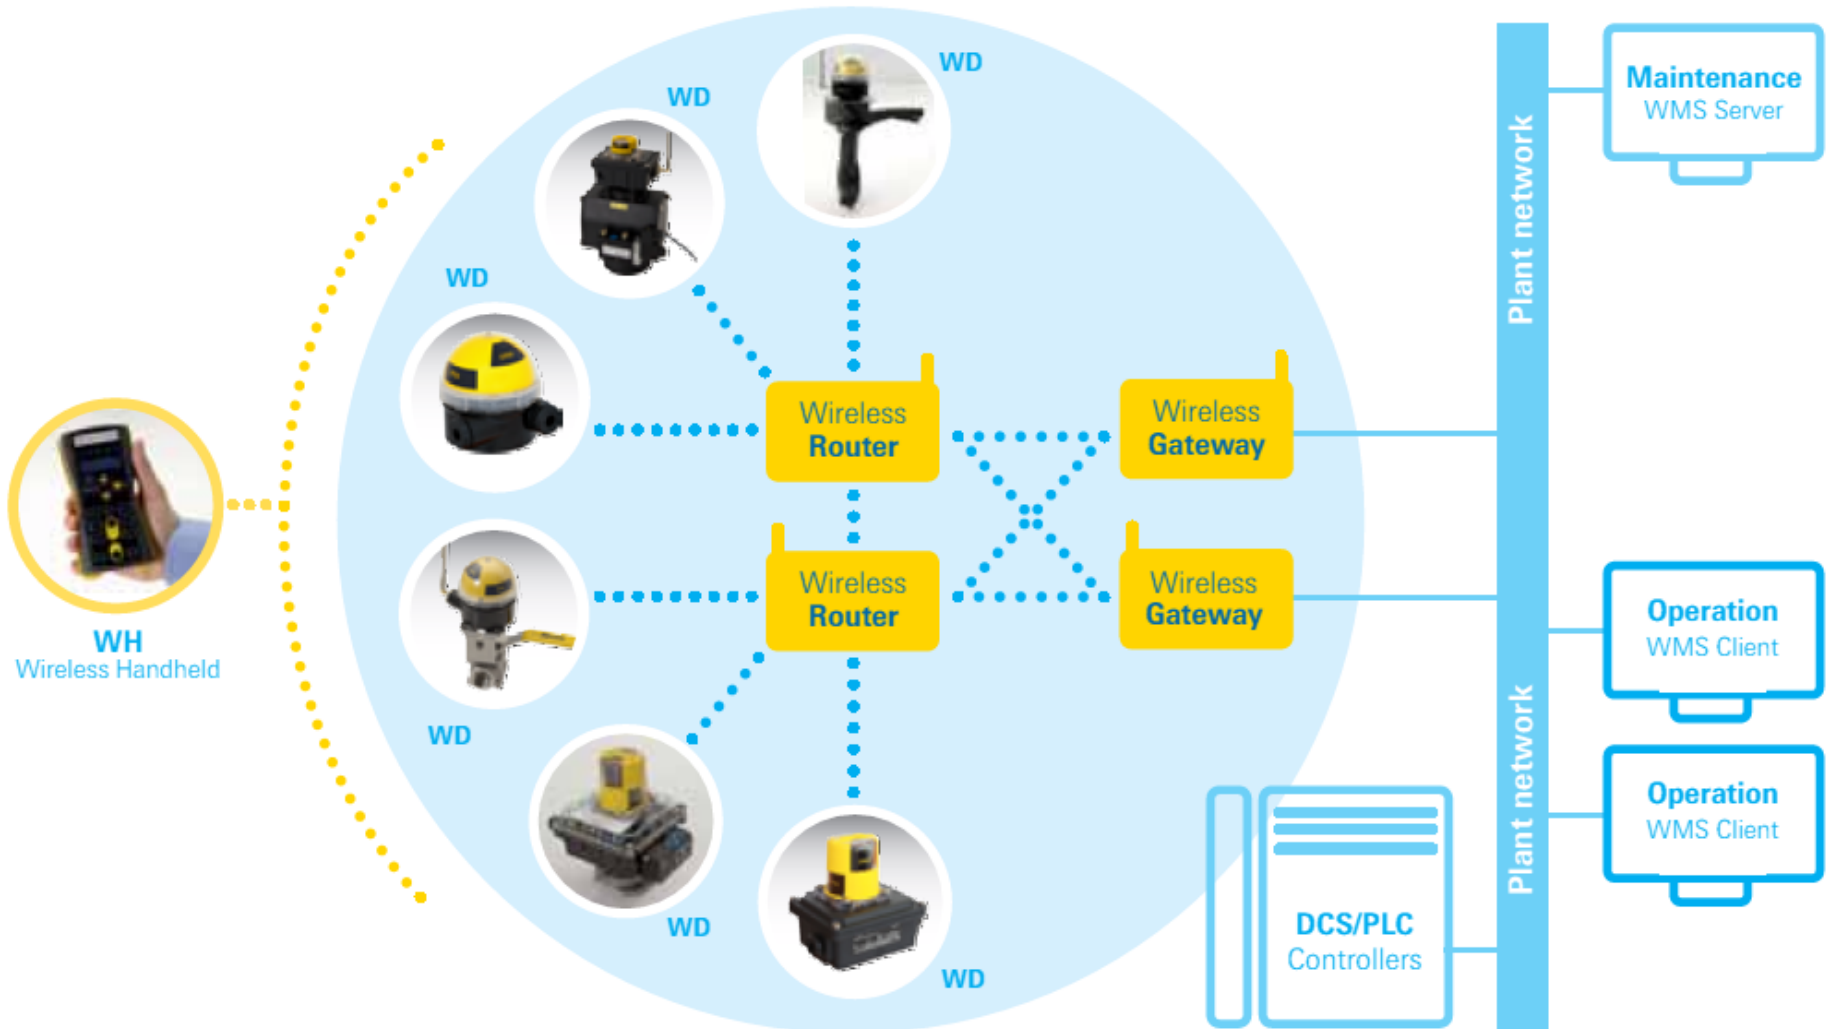 WD
WD
WD
WD
WD
WD
WH
Wireless Handheld
Wireless
Router
Wireless
Router
Wireless
Gateway
Wireless
Gateway
Plant network
Plant network
Maintenance
WMS Server
Operation
WMS Client
Operation
WMS Client
DCS/PLC
Controllers